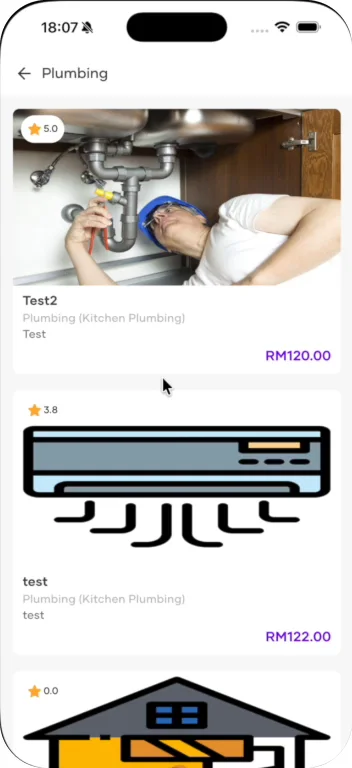 18:07
Plumbing
5.0
Test2
Plumbing (Kitchen Plumbing)
Test
RM120.00
3.8
test
Plumbing (Kitchen Plumbing)
test
RM122.00
0.0